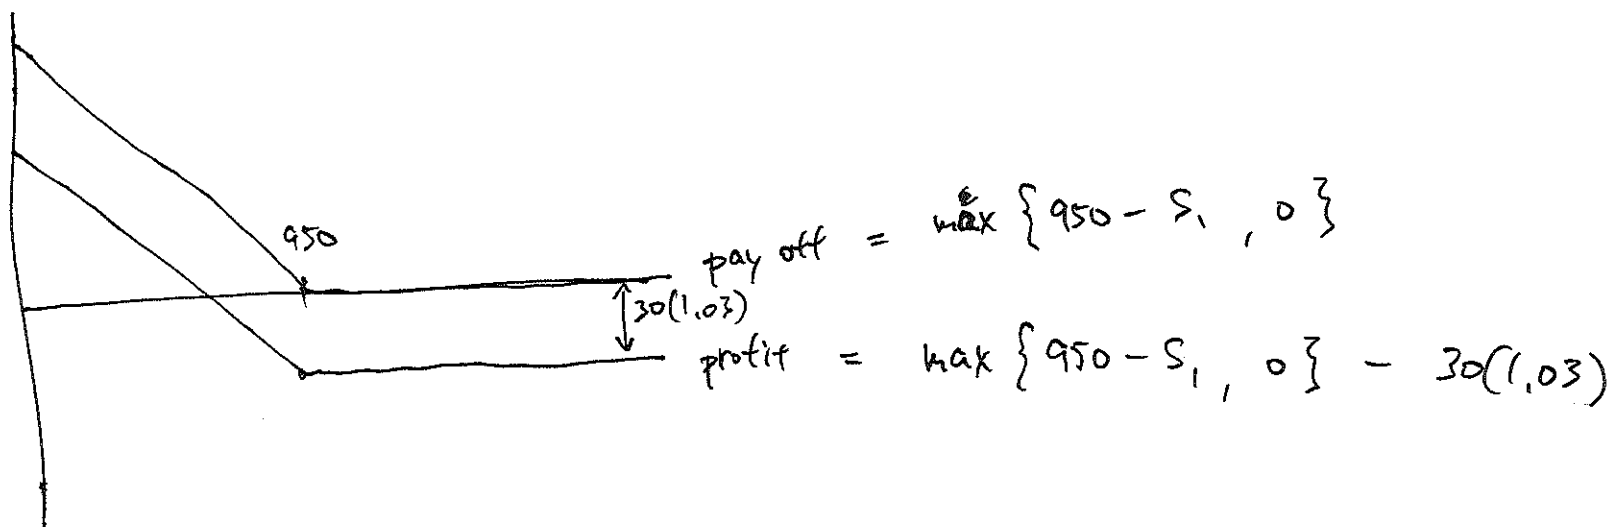 950
pay off = max { 950 - S₁ , 0 }
30(1.03)
profit = max { 950 - S₁ , 0 } - 30(1.03)